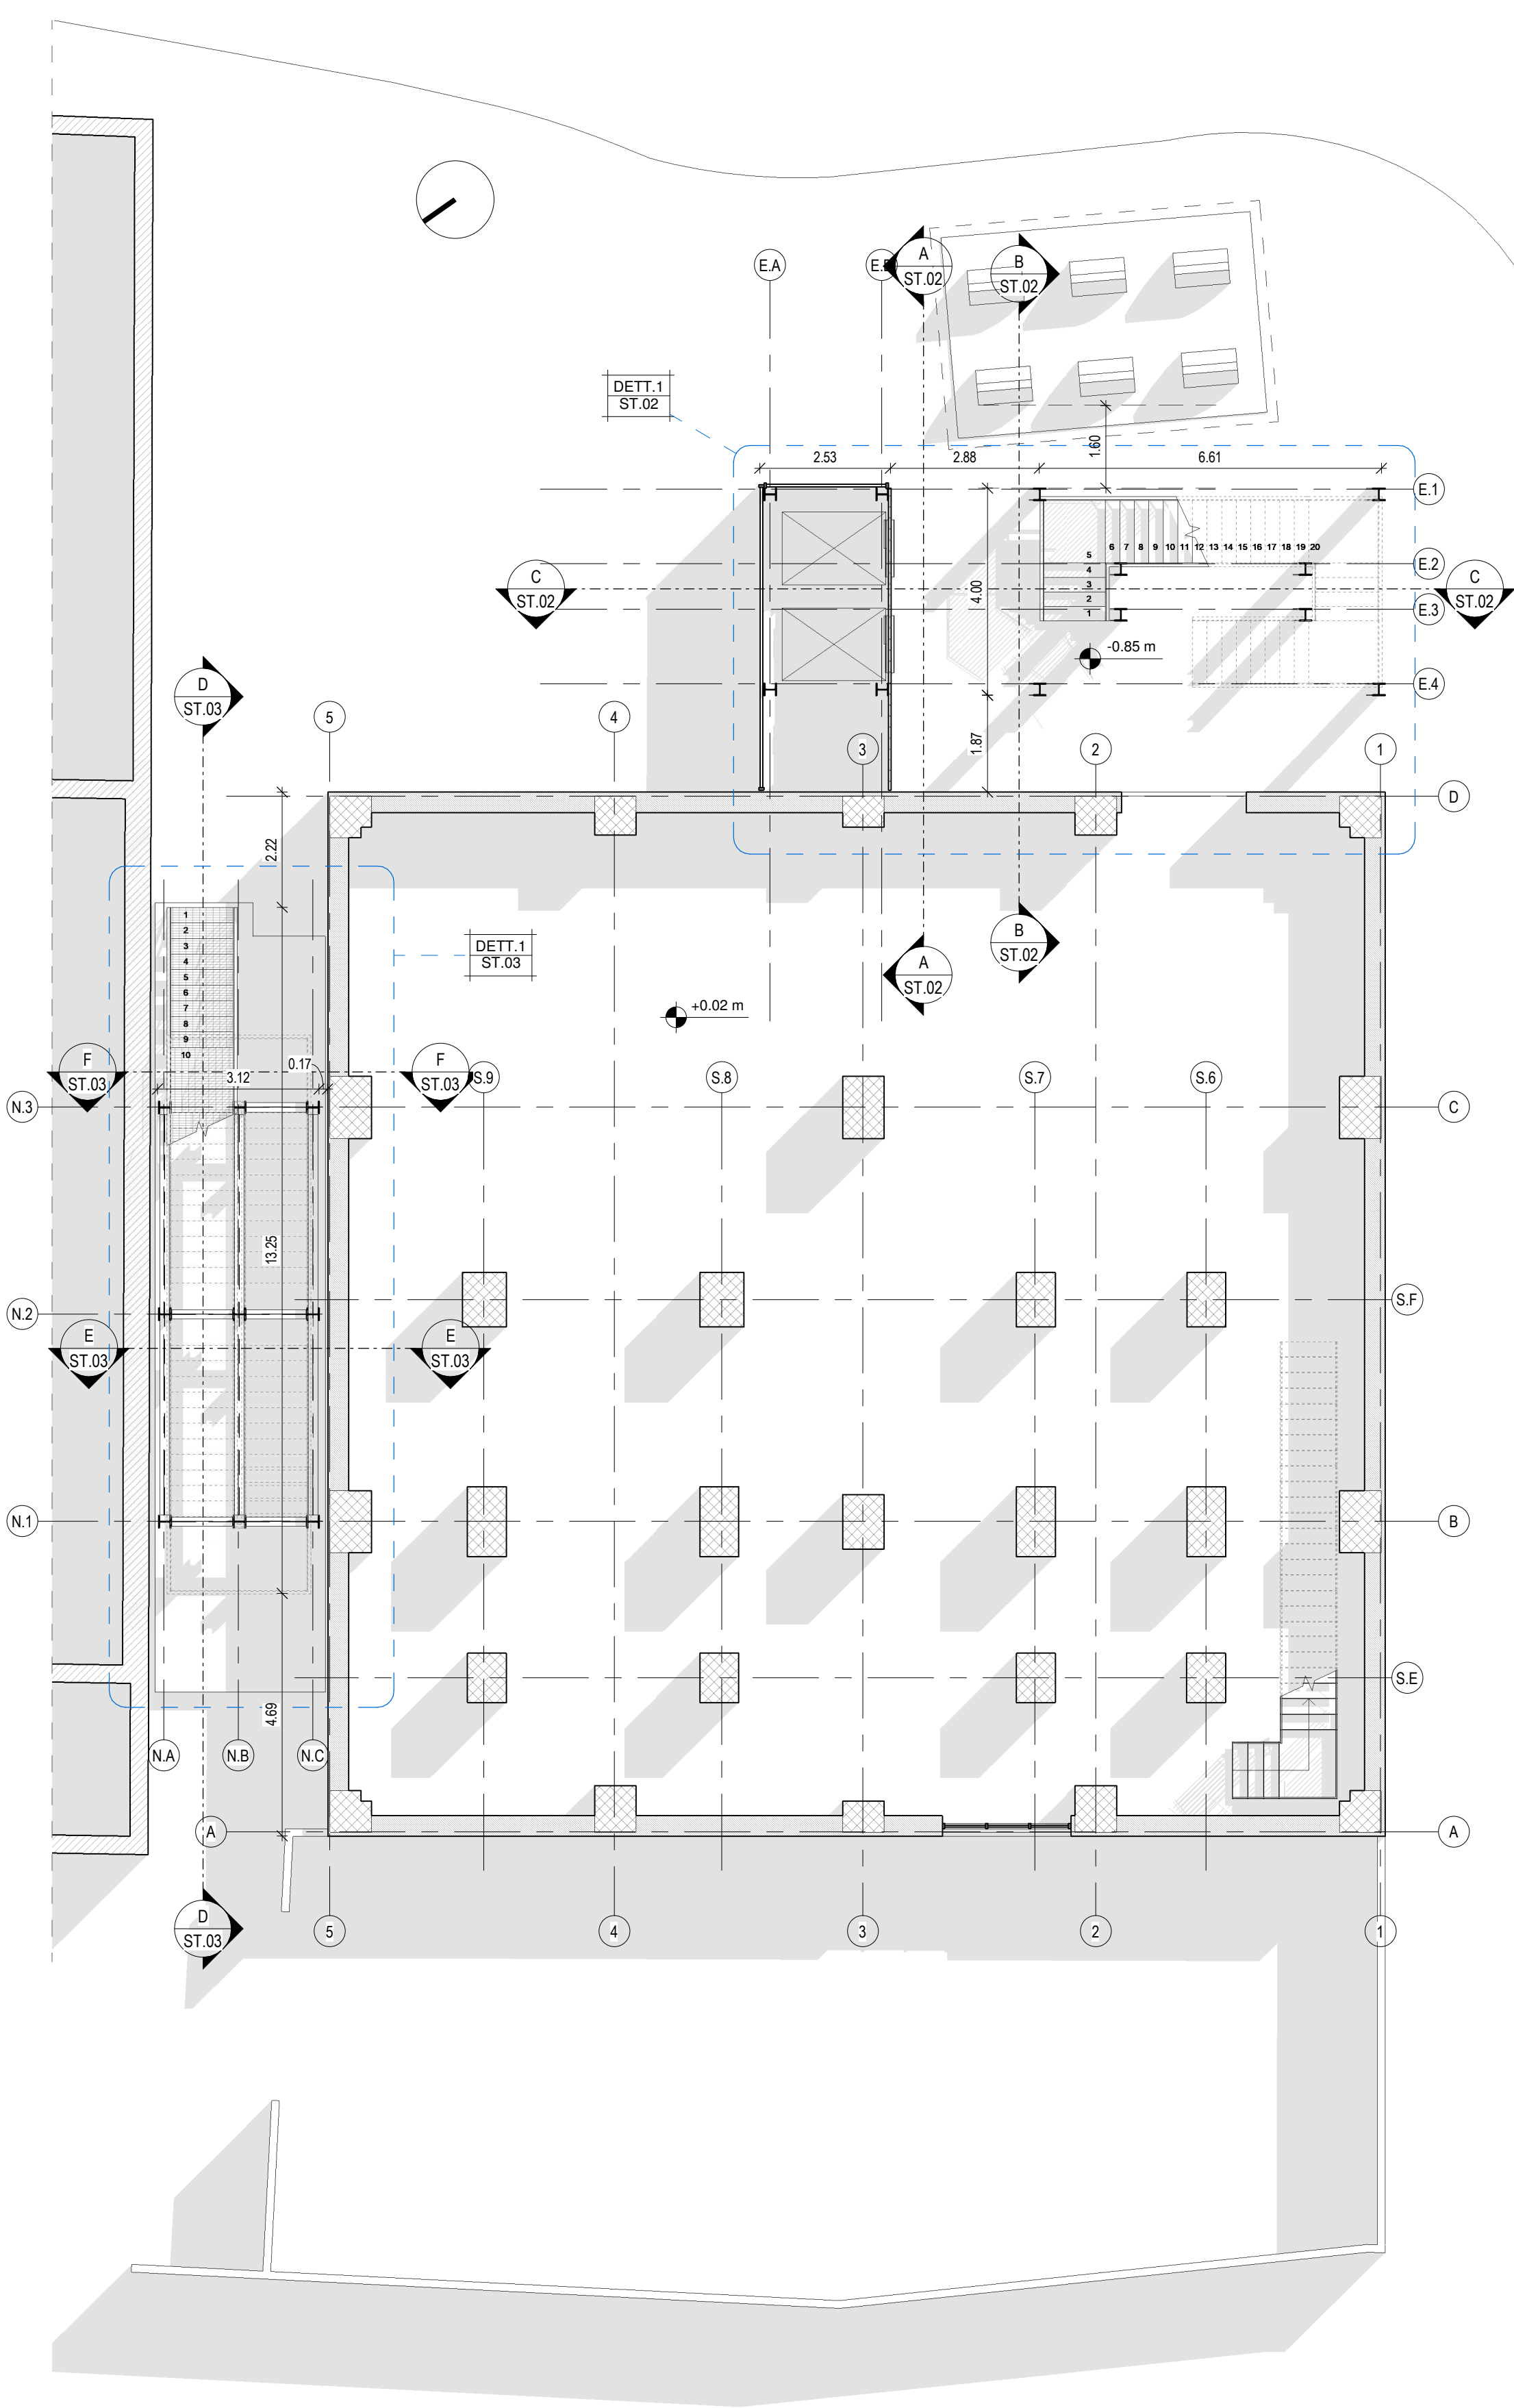 E.A
E.
A
ST.02
B
ST.02
DETT.1
ST.02
1.60
2.53
2.88
6.61
E.1
6 7 8 9 10 11 12 13 14 15 16 17 18 19 20
5
4
3
2
1
E.2
C
ST.02
4.00
C
ST.02
E.3
-0.85 m
E.4
D
ST.03
5
4
1.87
3
2
1
D
2.22
1
2
3
4
5
6
7
8
9
10
DETT.1
ST.03
B
ST.02
A
ST.02
+0.02 m
F
ST.03
3.12
0.17
F
ST.03
S.9
S.8
S.7
S.6
N.3
C
13.25
N.2
S.F
E
ST.03
E
ST.03
N.1
B
S.E
4.69
N.A
N.B
N.C
A
A
D
ST.03
5
4
3
2
1